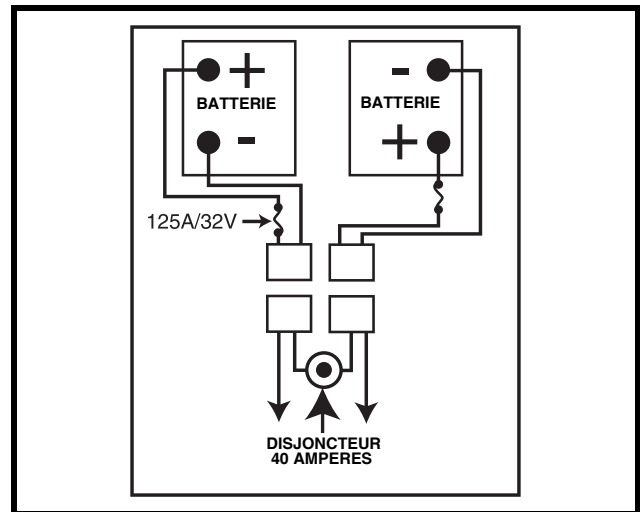 + -
BATTERIE BATTERIE
- +
125A/32V
DISJONCTEUR
40 AMPERES